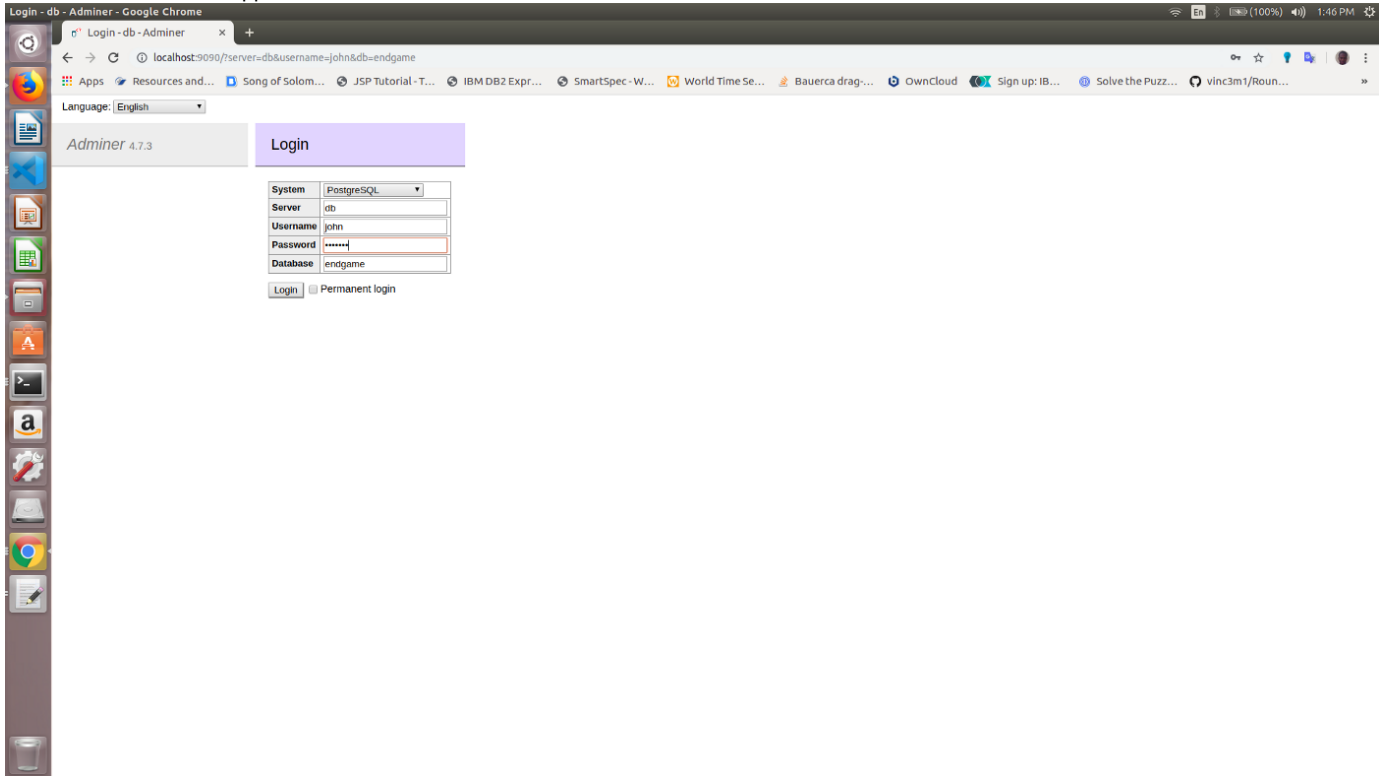 Login - db - Adminer - Google Chrome
En
(100%)
1:46 PM
Login - db - Adminer
localhost:9090/?server=db&username=john&db=endgame
Apps
Resources and...
Song of Solom...
JSP Tutorial - T...
IBM DB2 Expr...
SmartSpec - W...
World Time Se...
Bauerca drag-...
OwnCloud
Sign up: IB...
Solve the Puzz...
vinc3m1/Roun...
»
Language: English
Adminer 4.7.3
Login
System PostgreSQL
Server db
Username john
Password •••••••
Database endgame
Login Permanent login